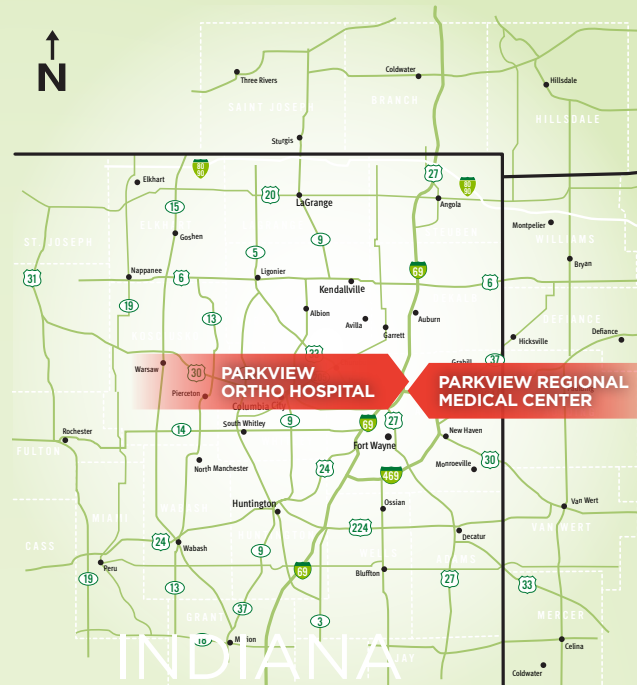 N
Three Rivers
Coldwater
Hillsdale
SAINT JOSEPH
BRANCH
HILLSDALE
Sturgis
80
90
27
80
90
Elkhart
20
LaGrange
Angola
15
Goshen
9
Montpelier
ST. JOSEPH
WILLIAMS
5
Bryan
31
Nappanee
6
Ligonier
69
6
Kendallville
19
13
Albion
Avilla
Auburn
Garrett
DEFIANCE
Defiance
Hicksville
33
37
Warsaw
30
PARKVIEW
ORTHO HOSPITAL
PARKVIEW REGIONAL
MEDICAL CENTER
Pierceton
Columbia City
9
69
27
14
South Whitley
New Haven
Rochester
Fort Wayne
FULTON
North Manchester
24
469
Monroeville
30
Huntington
Ossian
Van Wert
MIAMI
WABASH
224
VAN WERT
24
Wabash
Decatur
CASS
9
ADAMS
Peru
69
Bluffton
19
13
27
33
37
GRANT
3
MERCER
Marion
Celina
INDIANA
JAY
Coldwater